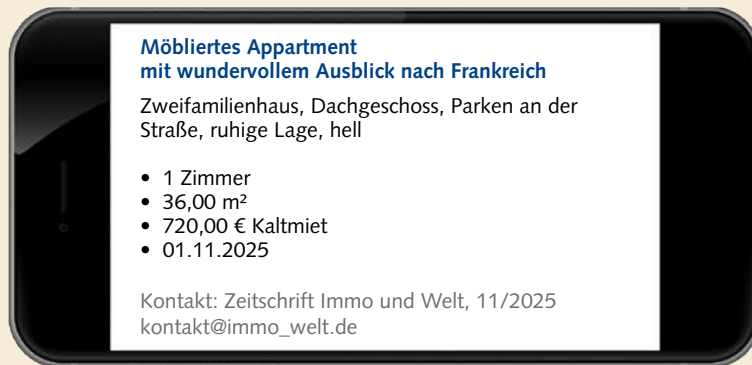 Möbliertes Appartment
mit wundervollem Ausblick nach Frankreich
Zweifamilienhaus, Dachgeschoss, Parken an der
Straße, ruhige Lage, hell
• 1 Zimmer
• 36,00 m²
• 720,00 € Kaltmiet
• 01.11.2025
Kontakt: Zeitschrift Immo und Welt, 11/2025
kontakt@immo_welt.de